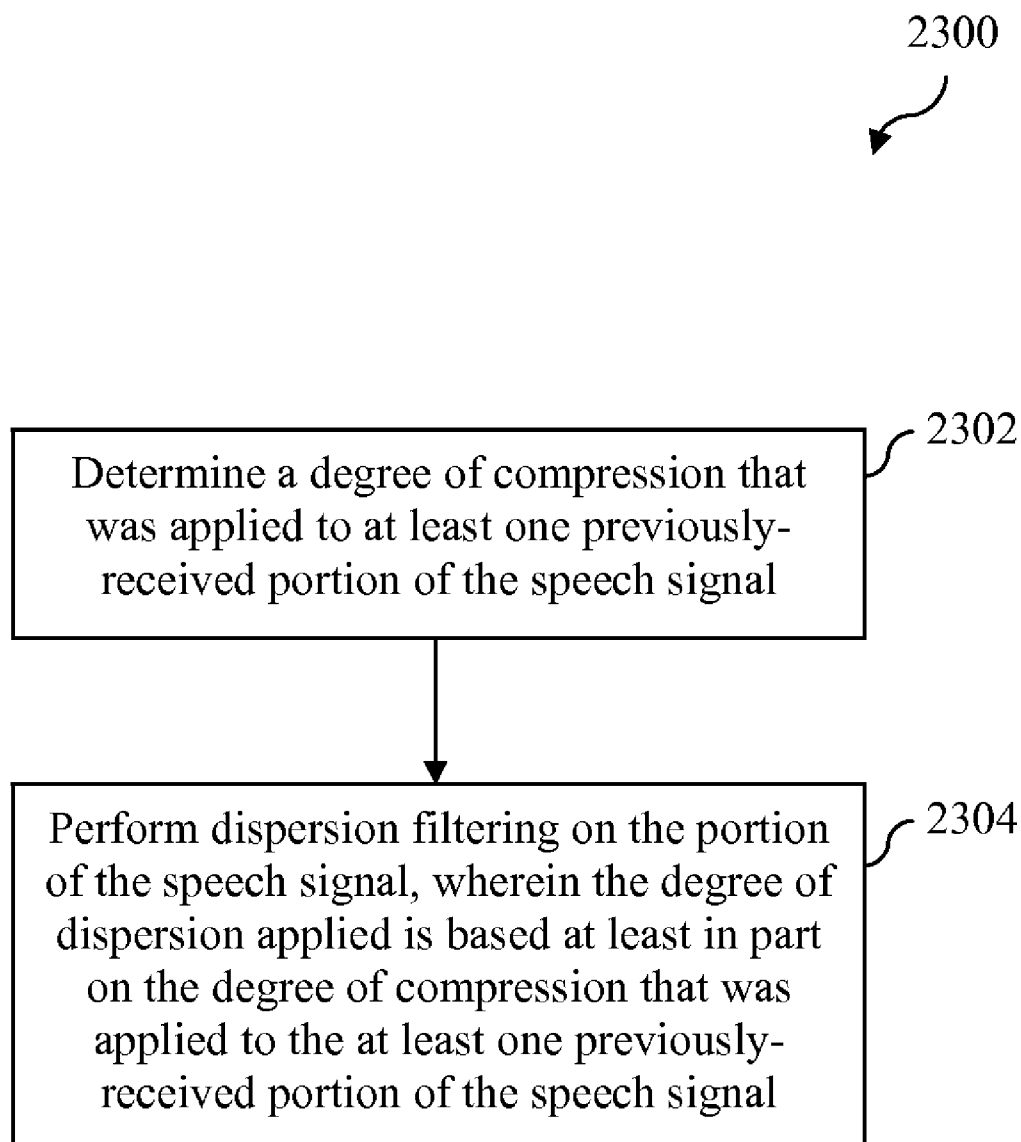 2300
2302
Determine a degree of compression that
was applied to at least one previously-
received portion of the speech signal
2304
Perform dispersion filtering on the portion
of the speech signal, wherein the degree of
dispersion applied is based at least in part
on the degree of compression that was
applied to the at least one previously-
received portion of the speech signal